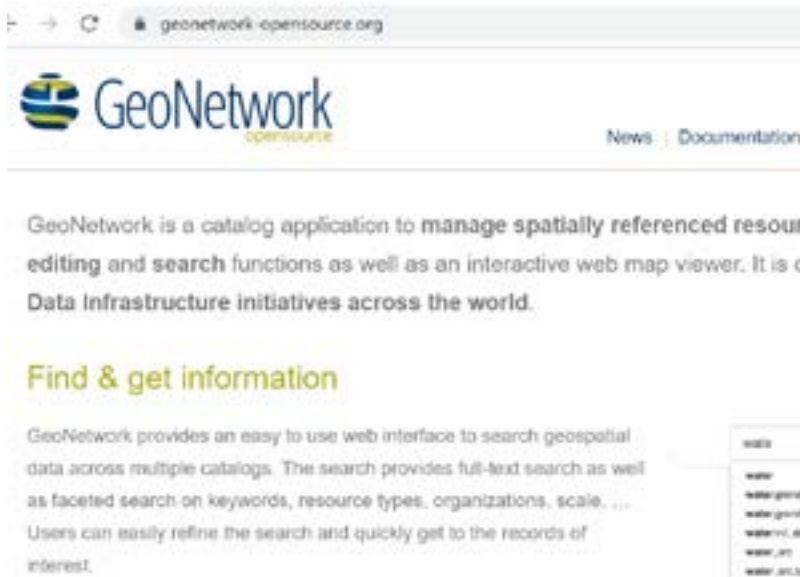 geonetwork-opensource.org
GeoNetwork
opensource
News | Documentation
GeoNetwork is a catalog application to manage spatially referenced resour
editing and search functions as well as an interactive web map viewer. It is c
Data Infrastructure initiatives across the world.
Find & get information
GeoNetwork provides an easy to use web interface to search geospatial
data across multiple catalogs. The search provides full-text search as well
as faceted search on keywords, resource types, organizations, scale, ...
Users can easily refine the search and quickly get to the records of
interest.
water